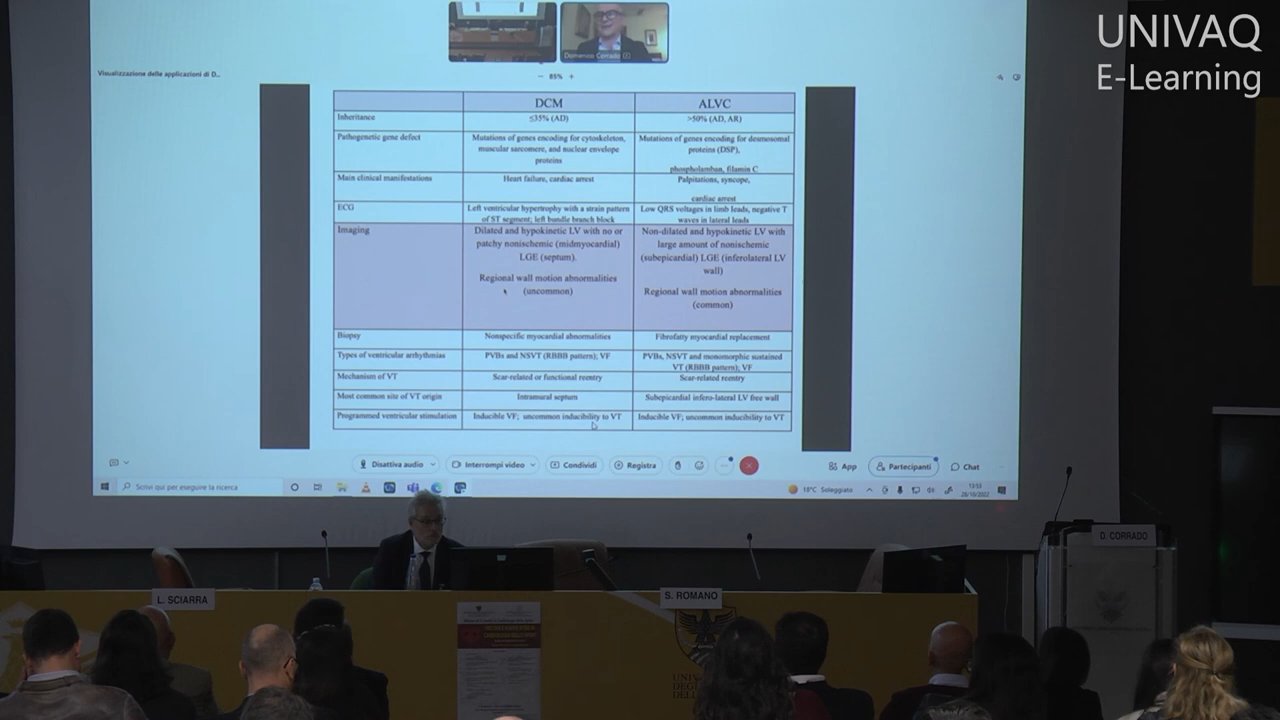 UNIVAQ
E-Learning
Domenico Corrado
Visualizzazione delle applicazioni di D...
− 85% +
DCM ALVC
Inheritance ≤35% (AD) >50% (AD, AR)
Pathogenetic gene defect
Mutations of genes encoding for cytoskeleton,
muscular sarcomere, and nuclear envelope
proteins
Mutations of genes encoding for desmosomal
proteins (DSP),
phospholamban, filamin C
Main clinical manifestations
Heart failure, cardiac arrest
Palpitations, syncope,
cardiac arrest
ECG
Left ventricular hypertrophy with a strain pattern
of ST segment; left bundle branch block
Low QRS voltages in limb leads, negative T
waves in lateral leads
Imaging
Dilated and hypokinetic LV with no or
patchy nonischemic (midmyocardial)
LGE (septum).
Regional wall motion abnormalities
(uncommon)
Non-dilated and hypokinetic LV with
large amount of nonischemic
(subepicardial) LGE (inferolateral LV
wall)
Regional wall motion abnormalities
(common)
Biopsy Nonspecific myocardial abnormalities Fibrofatty myocardial replacement
Types of ventricular arrhythmias
PVBs and NSVT (RBBB pattern); VF
PVBs, NSVT and monomorphic sustained
VT (RBBB pattern); VF
Mechanism of VT Scar-related or functional reentry Scar-related reentry
Most common site of VT origin Intramural septum Subepicardial infero-lateral LV free wall
Programmed ventricular stimulation Inducible VF; uncommon inducibility to VT Inducible VF; uncommon inducibility to VT
Disattiva audio Interrompi video Condividi Registra App Partecipanti Chat
Scrivi qui per eseguire la ricerca
18°C Soleggiato
13:53
28/10/2022
D. CORRADO
L. SCIARRA
S. ROMANO